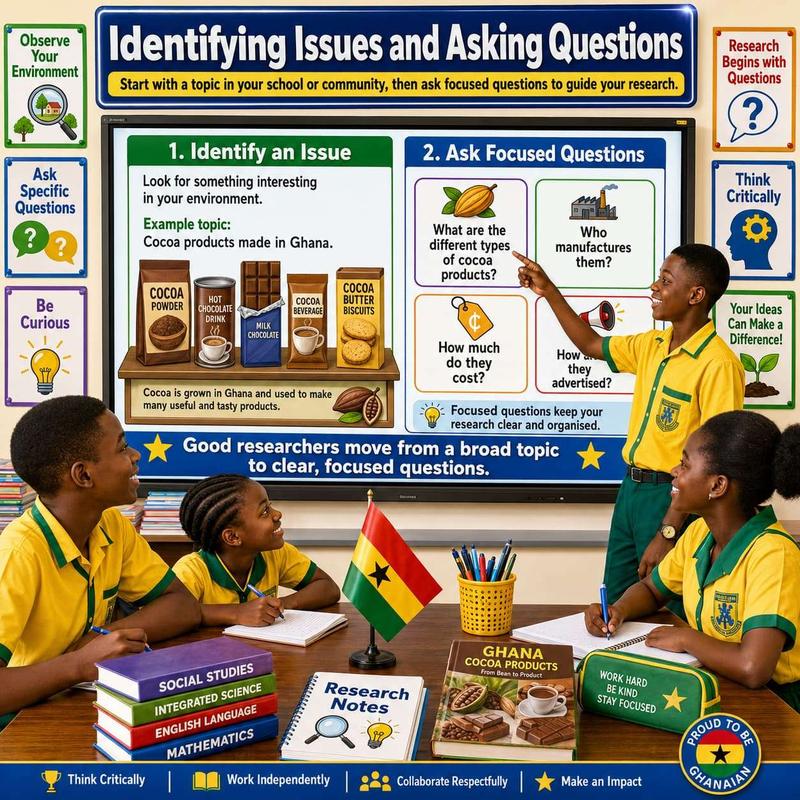 Identifying Issues and Asking Questions
Start with a topic in your school or community, then ask focused questions to guide your research.
Observe
Your
Environment
Ask
Specific
Questions
Be
Curious
1. Identify an Issue
Look for something interesting
in your environment.
Example topic:
Cocoa products made in Ghana.
COCOA
POWDER
HOT
CHOCOLATE
DRINK
MILK
CHOCOLATE
COCOA
BEVERAGE
COCOA
BUTTER
BISCUITS
Cocoa is grown in Ghana and used to make
many useful and tasty products.
2. Ask Focused Questions
What are the
different types
of cocoa
products?
Who
manufactures
them?
₵
How much
do they
cost?
How
they
advertised?
Focused questions keep your
research clear and organised.
Good researchers move from a broad topic
to clear, focused questions.
Research
Begins with
Questions
?
Think
Critically
Your Ideas
Can Make a
Difference!
SOCIAL STUDIES
INTEGRATED SCIENCE
ENGLISH LANGUAGE
MATHEMATICS
Research
Notes
GHANA
COCOA PRODUCTS
From Bean to Product
WORK HARD
BE KIND
STAY FOCUSED
PROUD TO BE
GHANAIAN
Think Critically
Work Independently
Collaborate Respectfully
Make an Impact